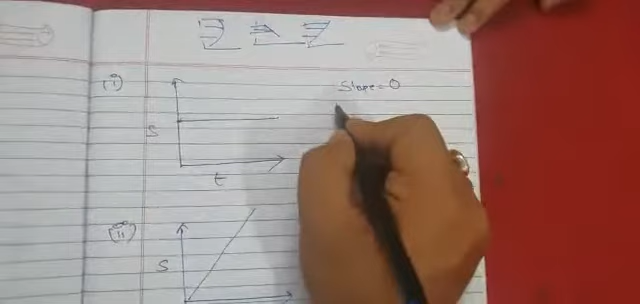 (i)
Slope = 0
S
t
(ii)
S